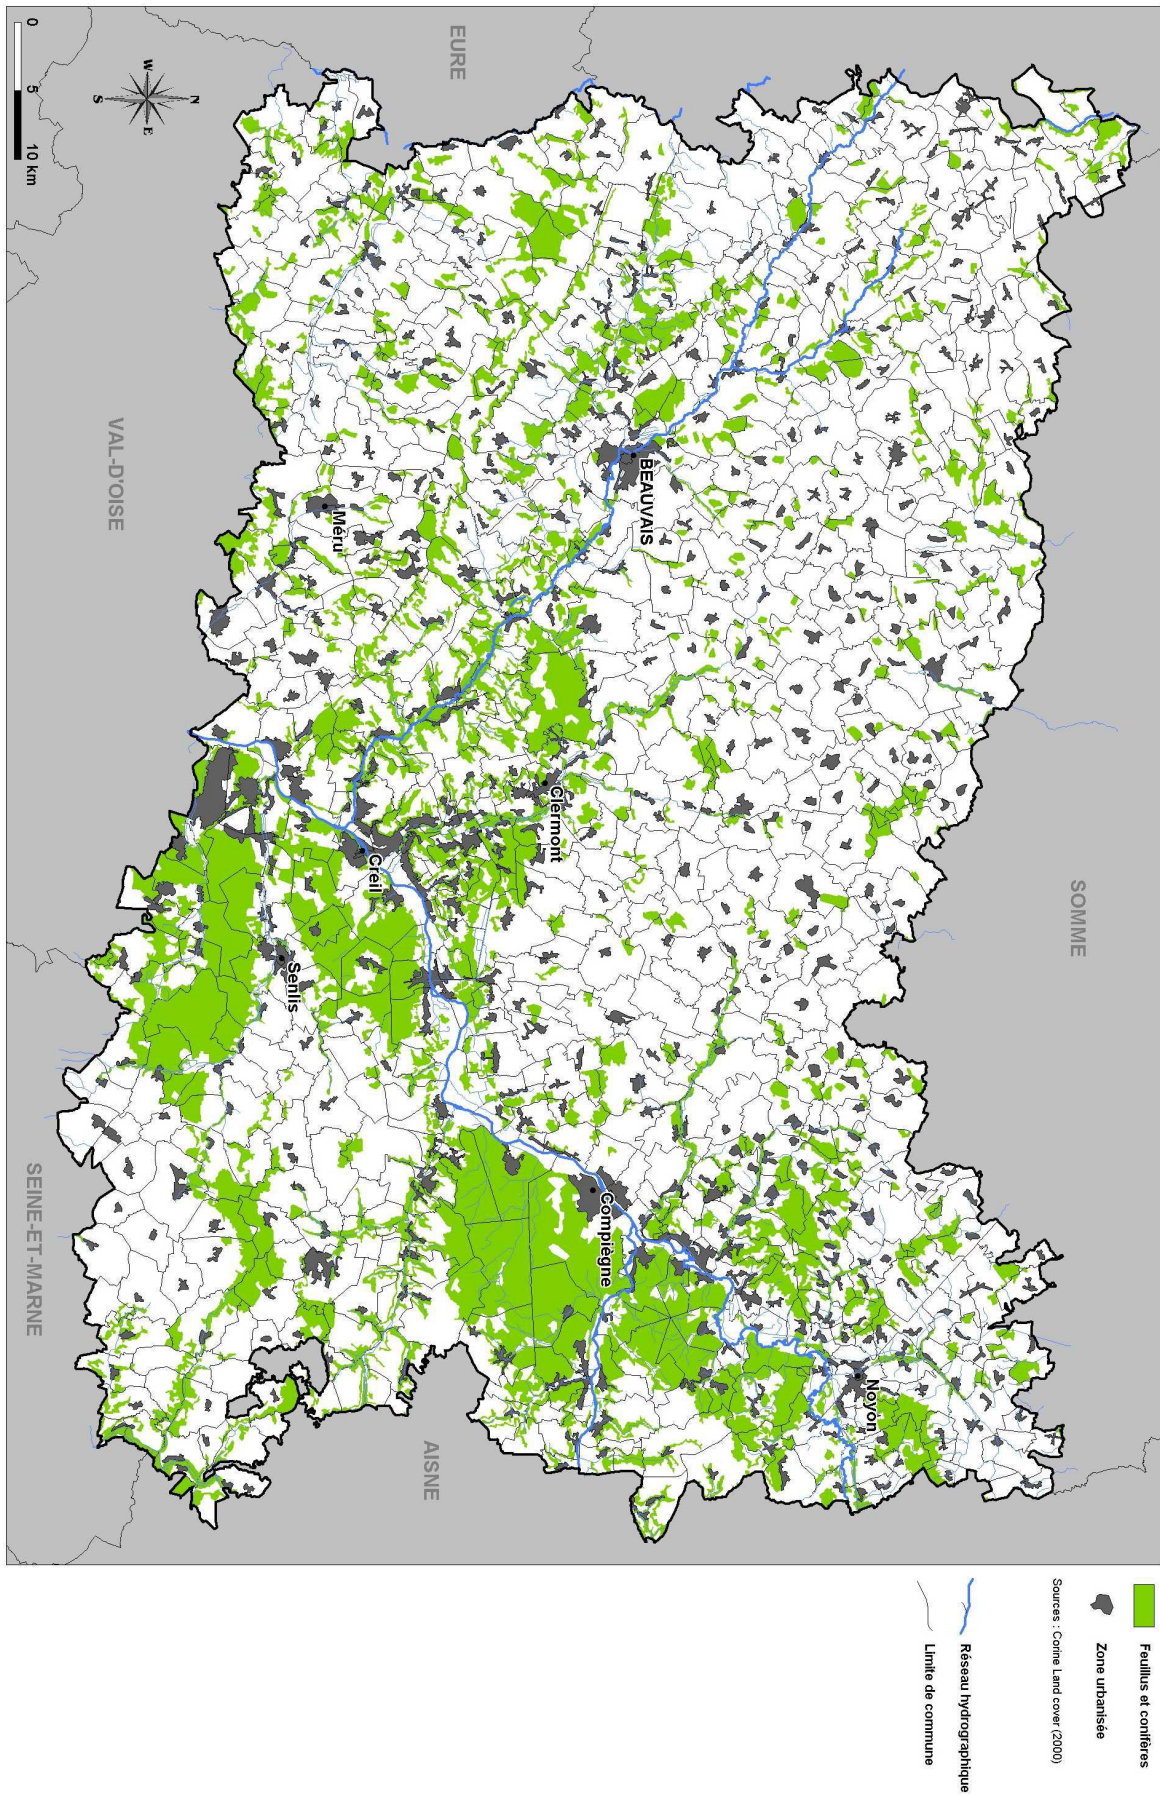 SOMME
EURE
BEAUVAIS
Noyon
Clermont
Compiègne
Creil
Méru
Senlis
AISNE
VAL-D'OISE
SEINE-ET-MARNE
N
W
E
S
0
5
10 km
Feuillus et conifères
Zone urbanisée
Sources : Corine Land cover (2000)
Réseau hydrographique
Limite de commune